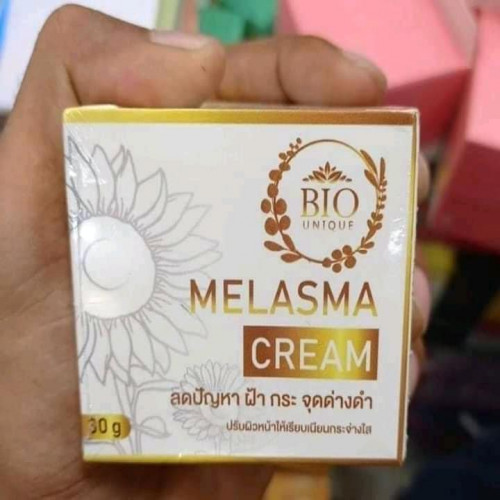 BIO
UNIQUE
MELASMA
CREAM
ลดปัญหา ฝ้า กระ จุดด่างดำ
ปรับผิวหน้าให้เรียบเนียนกระจ่างใส
30 g